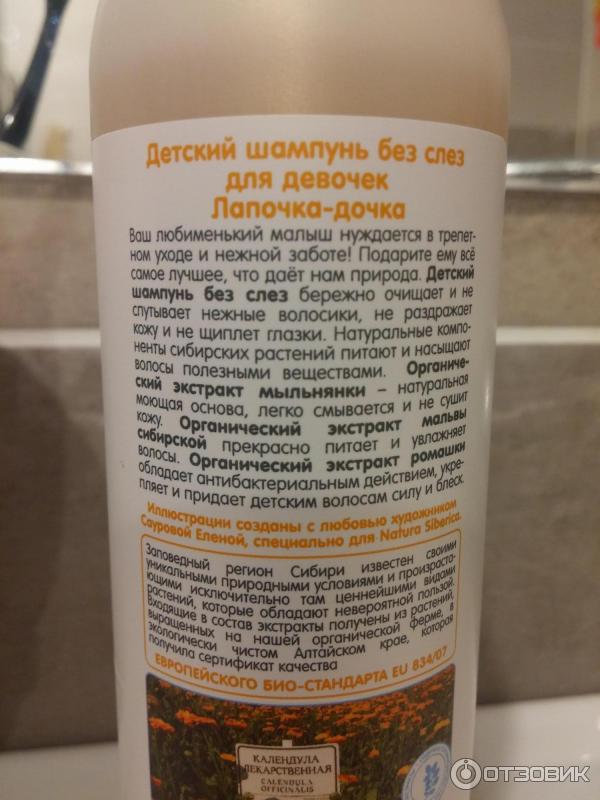 Детский шампунь без слез
для девочек
Лапочка-дочка
Ваш любименький малыш нуждается в трепет-
ном уходе и нежной заботе! Подарите ему всё
самое лучшее, что даёт нам природа. Детский
шампунь без слез бережно очищает и не
спутывает нежные волосики, не раздражает
кожу и не щиплет глазки. Натуральные компо-
ненты сибирских растений питают и насыщают
волосы полезными веществами. Органиче-
ский экстракт мыльнянки – натуральная
моющая основа, легко смывается и не сушит
кожу. Органический экстракт мальвы
сибирской прекрасно питает и увлажняет
волосы. Органический экстракт ромашки
обладает антибактериальным действием, укре-
пляет и придает детским волосам силу и блеск.
Иллюстрации созданы с любовью художником
Сауровой Еленой, специально для Natura Siberica.
Заповедный регион Сибири известен своими
уникальными природными условиями и произраста-
ющими исключительно там ценнейшими видами
растений, которые обладают невероятной пользой.
Входящие в состав экстракты получены из растений,
выращенных на нашей органической ферме, в
экологически чистом Алтайском крае, которая
получила сертификат качества
ЕВРОПЕЙСКОГО БИО-СТАНДАРТА EU 834/07
КАЛЕНДУЛА
ЛЕКАРСТВЕННАЯ
CALENDULA
OFFICINALIS
ОТЗОВИК